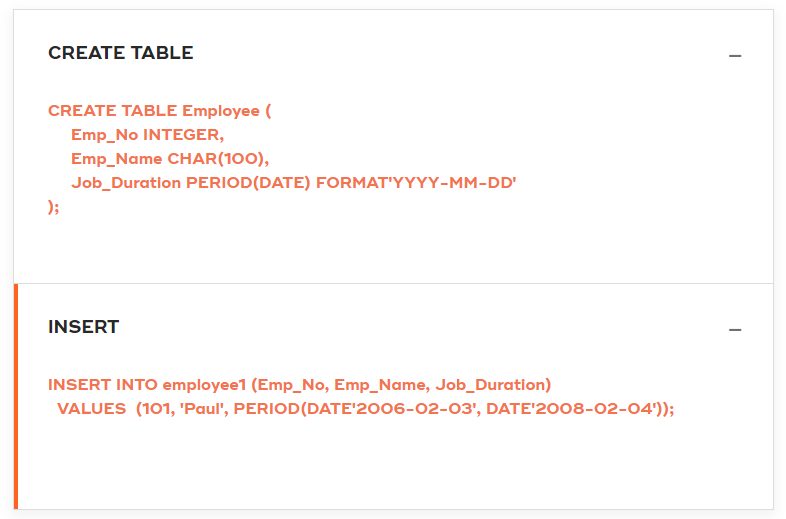 CREATE TABLE
CREATE TABLE Employee (
Emp_No INTEGER,
Emp_Name CHAR(100),
Job_Duration PERIOD(DATE) FORMAT'YYYY-MM-DD'
);
INSERT
INSERT INTO employee1 (Emp_No, Emp_Name, Job_Duration)
VALUES (101, 'Paul', PERIOD(DATE'2006-02-03', DATE'2008-02-04'));